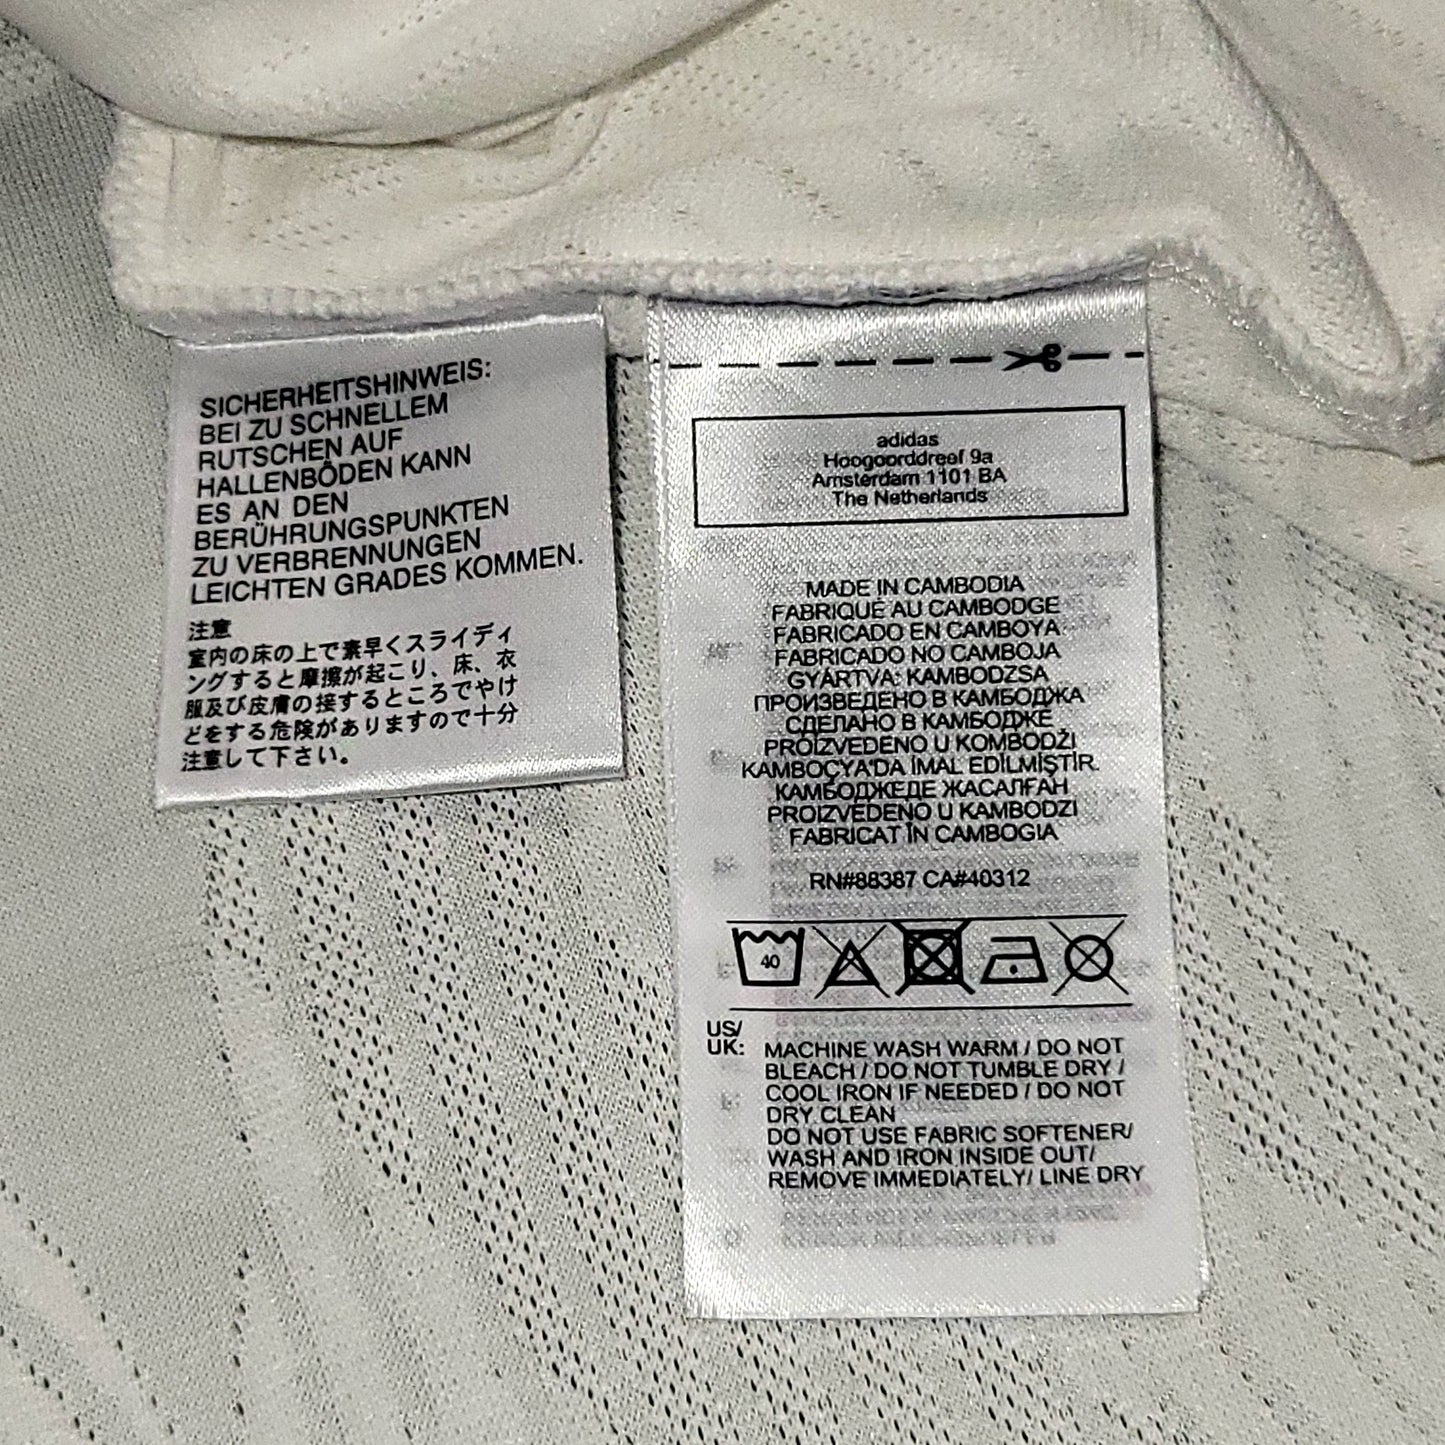 SICHERHEITSHINWEIS:
BEI ZU SCHNELLEM
RUTSCHEN AUF
HALLENBÖDEN KANN
ES AN DEN
BERÜHRUNGSPUNKTEN
ZU VERBRENNUNGEN
LEICHTEN GRADES KOMMEN.
注意
室内の床の上で素早くスライディ
ングすると摩擦が起こり、床、衣
服及び皮膚の接するところでやけ
どをする危険がありますので十分
注意して下さい。
adidas
Hoogoorddreef 9a
Amsterdam 1101 BA
The Netherlands
MADE IN CAMBODIA
FABRIQUÉ AU CAMBODGE
FABRICADO EN CAMBOYA
FABRICADO NO CAMBOJA
GYÁRTVA: KAMBODZSA
ПРОИЗВЕДЕНО В КАМБОДЖА
СДЕЛАНО В КАМБОДЖЕ
PROIZVEDENO U KOMBODŽI
KAMBOÇYA'DA İMAL EDİLMİŞTİR.
КАМБОДЖЕДЕ ЖАСАЛҒАН
PROIZVEDENO U KAMBODZI
FABRICAT ÎN CAMBOGIA
RN#88387 CA#40312
40
US/
UK:
MACHINE WASH WARM / DO NOT
BLEACH / DO NOT TUMBLE DRY /
COOL IRON IF NEEDED / DO NOT
DRY CLEAN
DO NOT USE FABRIC SOFTENER/
WASH AND IRON INSIDE OUT/
REMOVE IMMEDIATELY/ LINE DRY